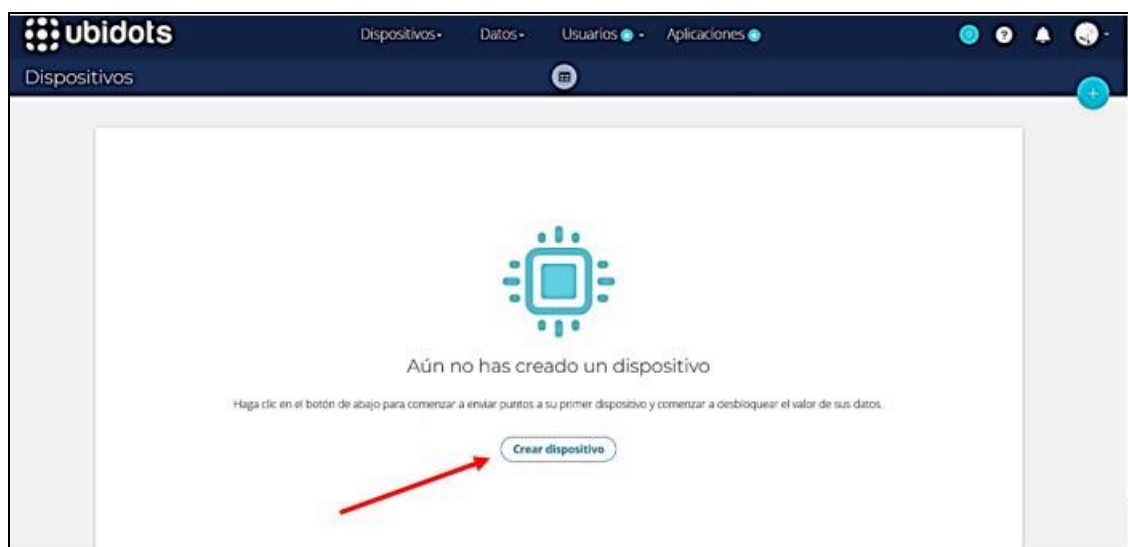 ubidots
Dispositivos
Datos
Usuarios
Aplicaciones
Dispositivos
Aún no has creado un dispositivo
Haga clic en el botón de abajo para comenzar a enviar puntos a su primer dispositivo y comenzar a desbloquear el valor de sus datos.
Crear dispositivo